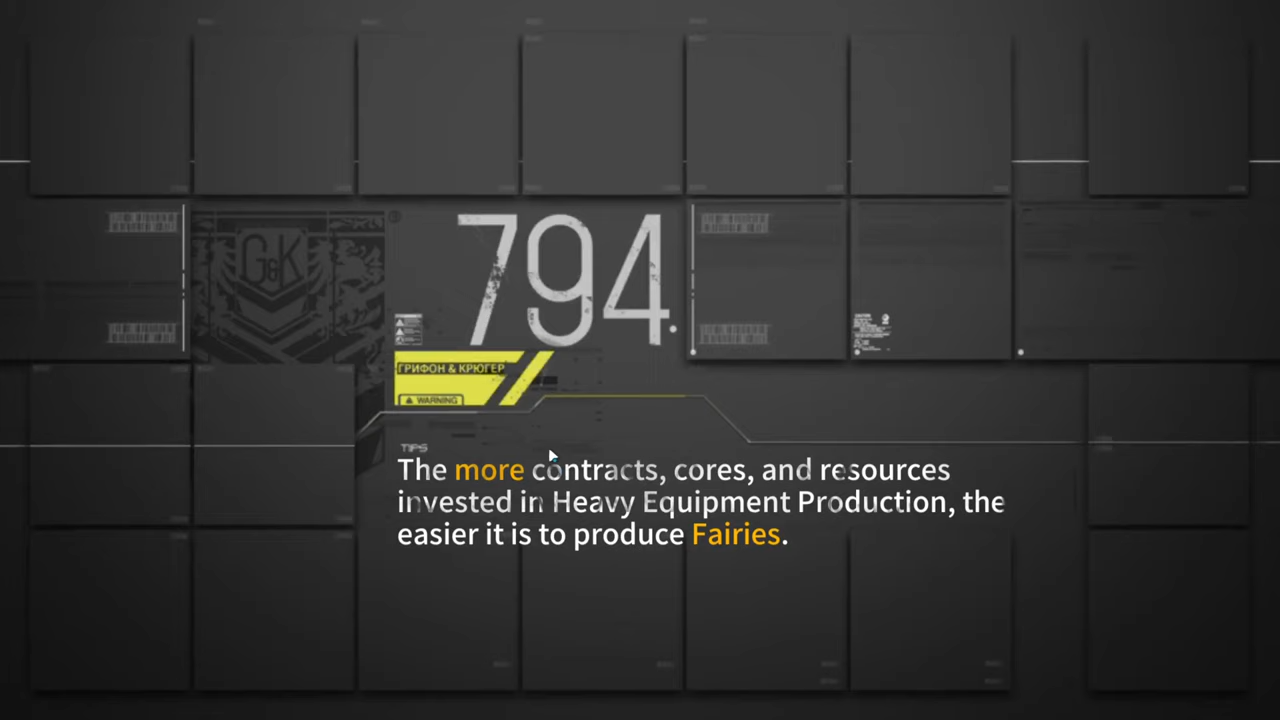 G&K
794.
ГРИФОН & КРЮГЕР
WARNING
TIPS
The more contracts, cores, and resources
invested in Heavy Equipment Production, the
easier it is to produce Fairies.